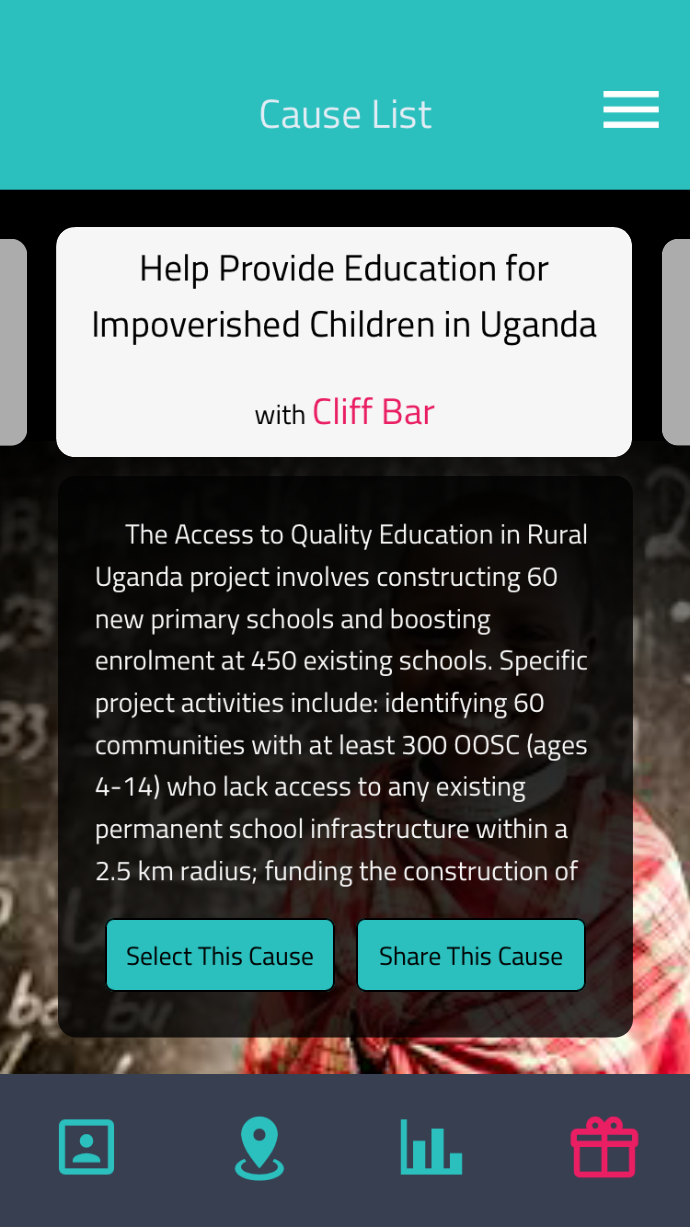 Cause List
Help Provide Education for
Impoverished Children in Uganda
with Cliff Bar
The Access to Quality Education in Rural
Uganda project involves constructing 60
new primary schools and boosting
enrolment at 450 existing schools. Specific
project activities include: identifying 60
communities with at least 300 OOSC (ages
4-14) who lack access to any existing
permanent school infrastructure within a
2.5 km radius; funding the construction of
Select This Cause
Share This Cause